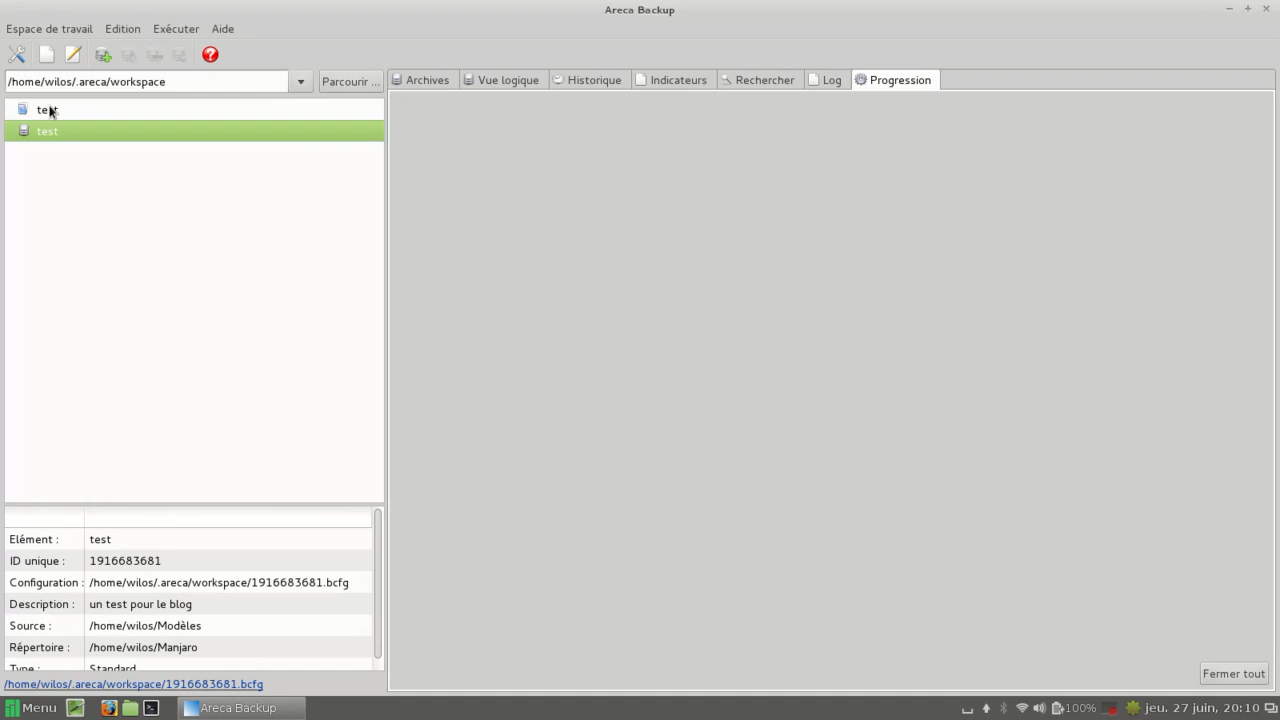 Areca Backup
Espace de travail Edition Exécuter Aide
/home/wilos/.areca/workspace Parcourir ...
Archives Vue logique Historique Indicateurs Rechercher Log Progression
test
test
Elément : test
ID unique : 1916683681
Configuration : /home/wilos/.areca/workspace/1916683681.bcfg
Description : un test pour le blog
Source : /home/wilos/Modèles
Répertoire : /home/wilos/Manjaro
Type : Standard
Fermer tout
/home/wilos/.areca/workspace/1916683681.bcfg
Menu Areca Backup 100% jeu. 27 juin, 20:10